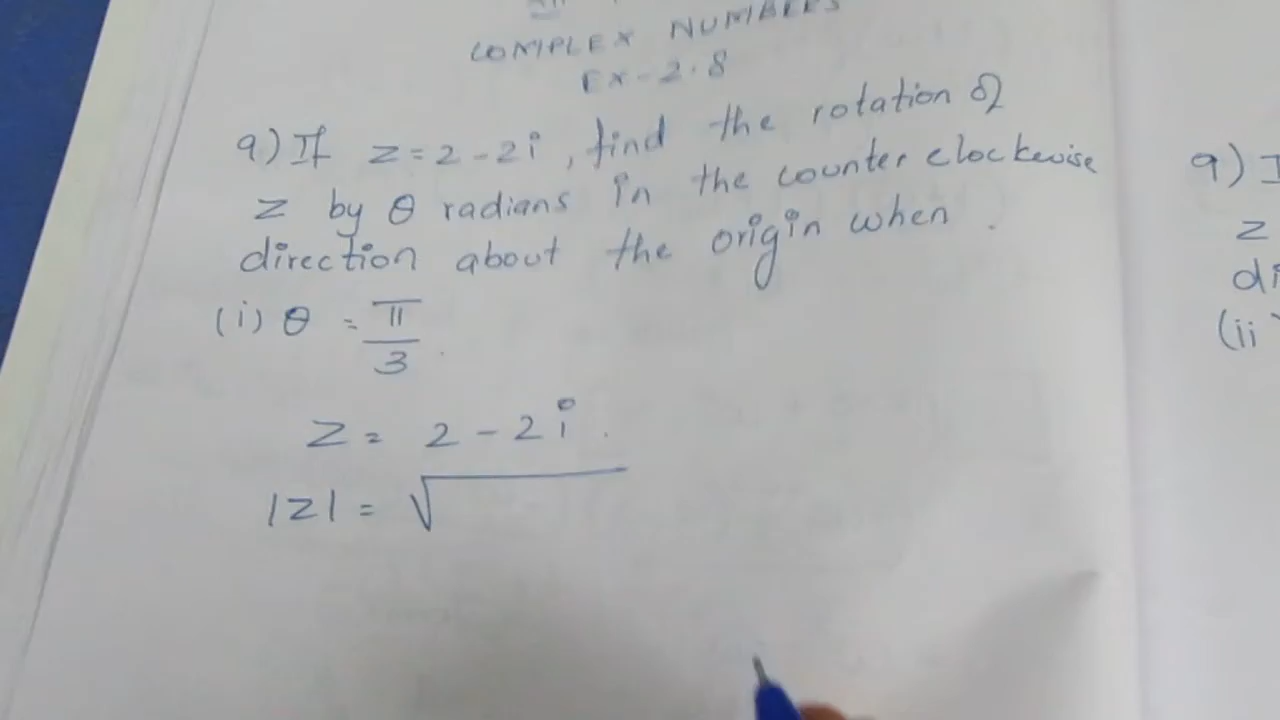 COMPLEX NUMBERS
EX-2.8
9) If z = 2 - 2i, find the rotation of
z by θ radians in the counter clockwise
direction about the origin when .
(i) θ = π/3.
z = 2 - 2i.
|z| = √
9) I
z
di
(ii)